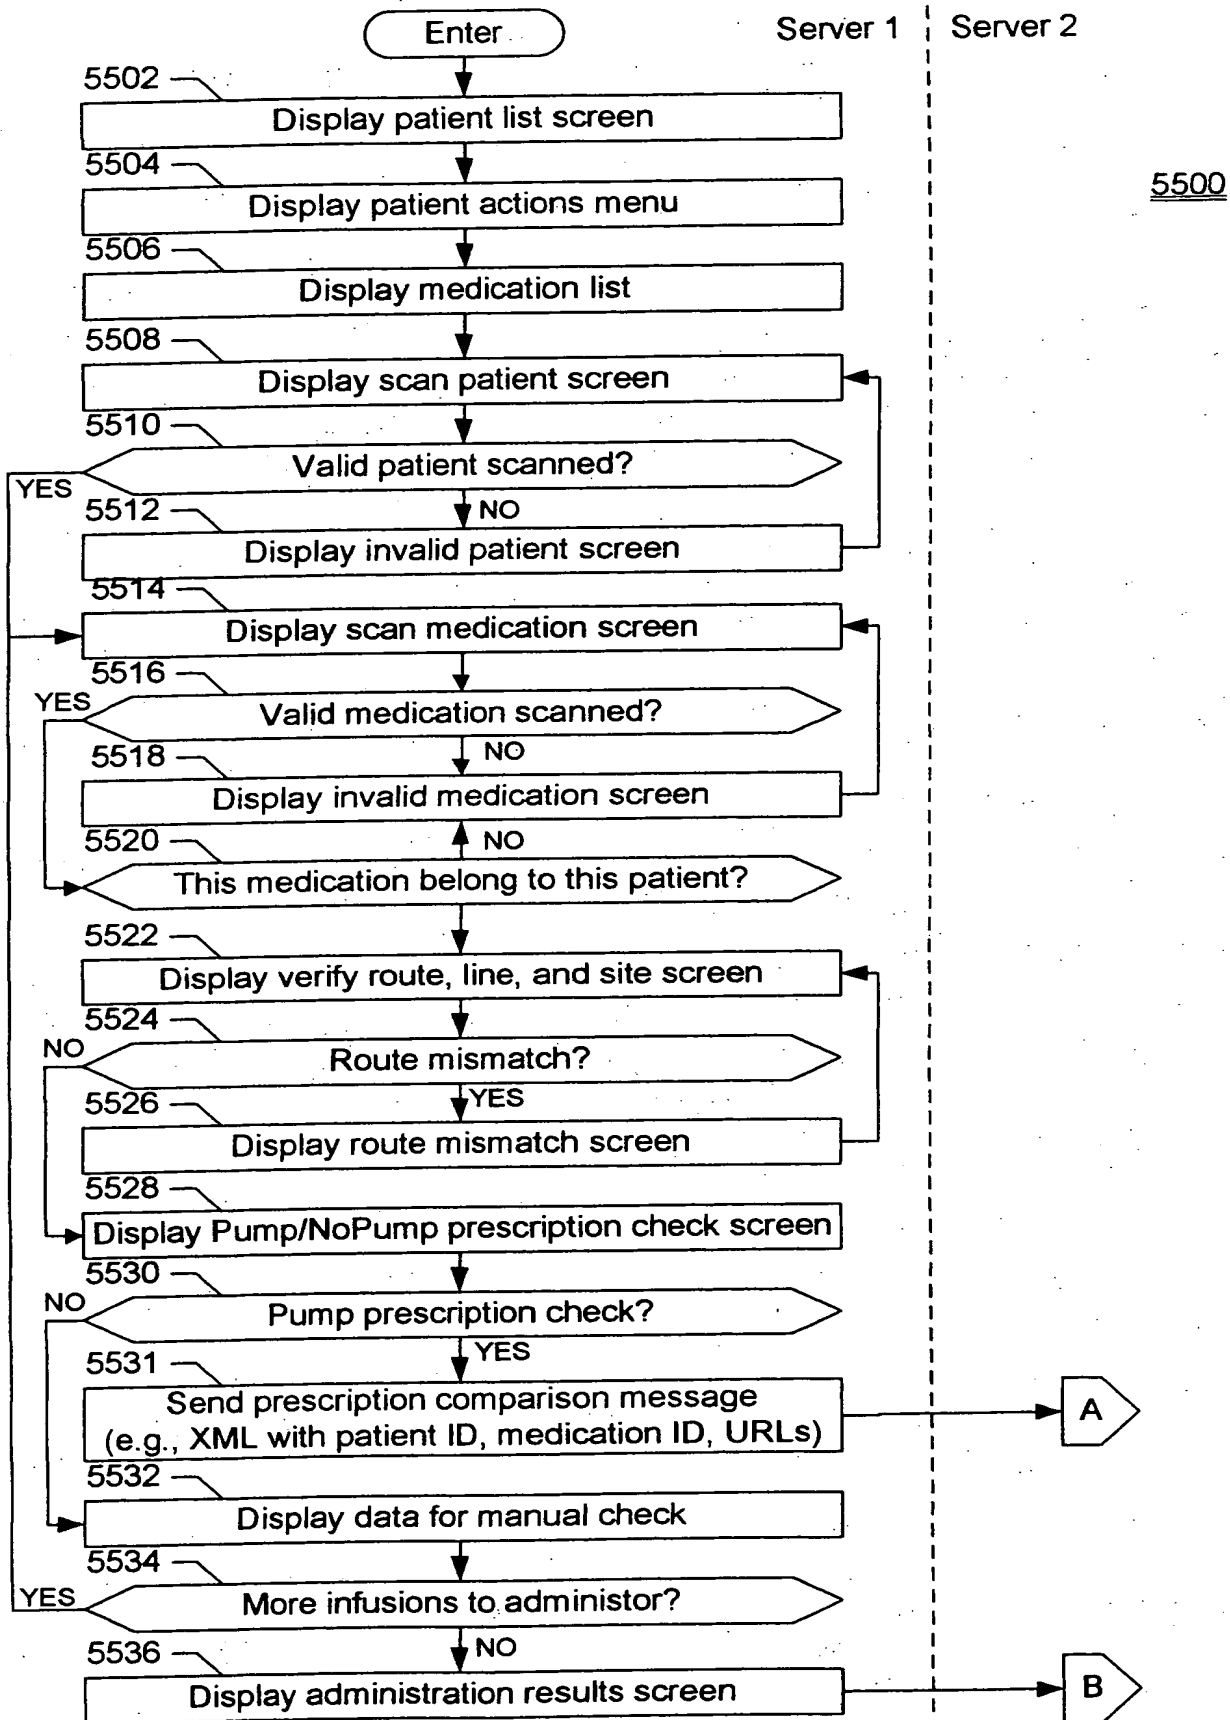 Enter
Server 1
Server 2
5500
5502
Display patient list screen
5504
Display patient actions menu
5506
Display medication list
5508
Display scan patient screen
5510
Valid patient scanned?
YES
NO
5512
Display invalid patient screen
5514
Display scan medication screen
5516
YES
Valid medication scanned?
NO
5518
Display invalid medication screen
5520
NO
This medication belong to this patient?
5522
Display verify route, line, and site screen
5524
NO
Route mismatch?
YES
5526
Display route mismatch screen
5528
Display Pump/NoPump prescription check screen
5530
NO
Pump prescription check?
YES
5531
Send prescription comparison message
(e.g., XML with patient ID, medication ID, URLs)
A
5532
Display data for manual check
5534
YES
More infusions to administor?
NO
5536
Display administration results screen
B